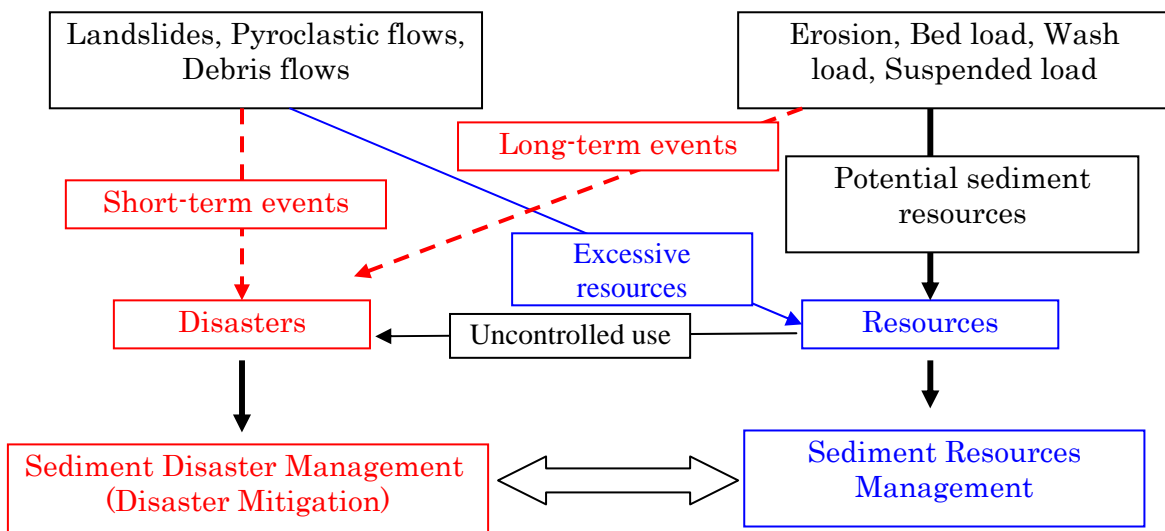 Landslides, Pyroclastic flows,
Debris flows
Erosion, Bed load, Wash
load, Suspended load
Long-term events
Short-term events
Potential sediment
resources
Excessive
resources
Disasters
Uncontrolled use
Resources
Sediment Disaster Management
(Disaster Mitigation)
Sediment Resources
Management